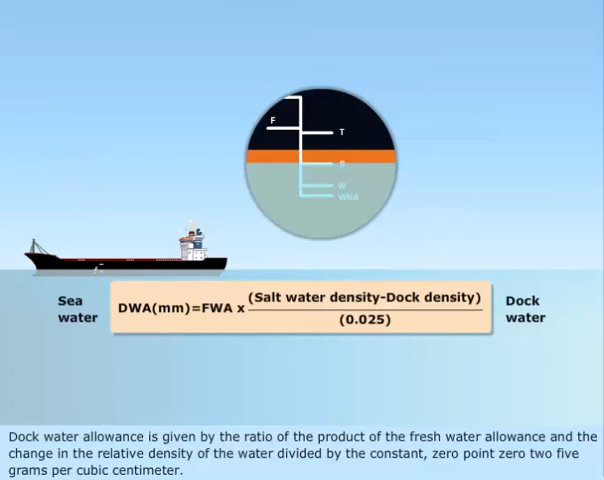 F
T
S
W
WNA
Sea
water
DWA(mm)=FWA x (Salt water density-Dock density)
(0.025)
Dock
water
Dock water allowance is given by the ratio of the product of the fresh water allowance and the
change in the relative density of the water divided by the constant, zero point zero two five
grams per cubic centimeter.